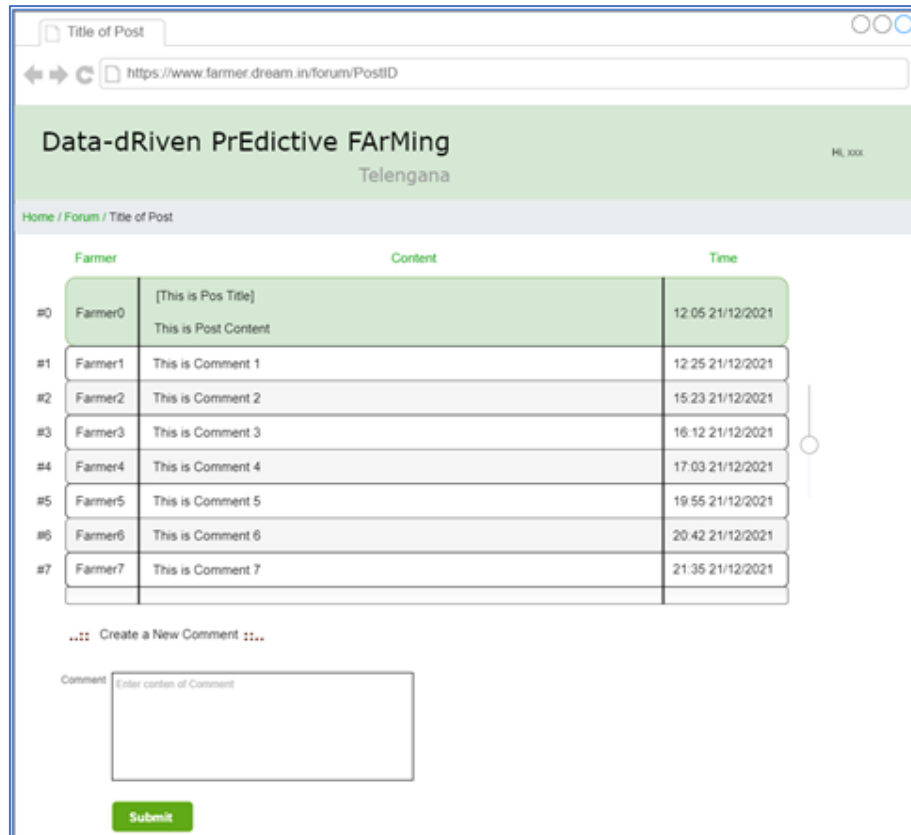 Title of Post
https://www.farmer.dream.in/forum/PostID
Data-dRiven PrEdictive FArMing
Hi, xxx
Telengana
Home / Forum / Title of Post
Farmer Content Time
[This is Pos Title]
#0 Farmer0 12:05 21/12/2021
This is Post Content
#1 Farmer1 This is Comment 1 12:25 21/12/2021
#2 Farmer2 This is Comment 2 15:23 21/12/2021
#3 Farmer3 This is Comment 3 16:12 21/12/2021
#4 Farmer4 This is Comment 4 17:03 21/12/2021
#5 Farmer5 This is Comment 5 19:55 21/12/2021
#6 Farmer6 This is Comment 6 20:42 21/12/2021
#7 Farmer7 This is Comment 7 21:35 21/12/2021
..:: Create a New Comment ::..
Comment Enter conten of Comment
Submit